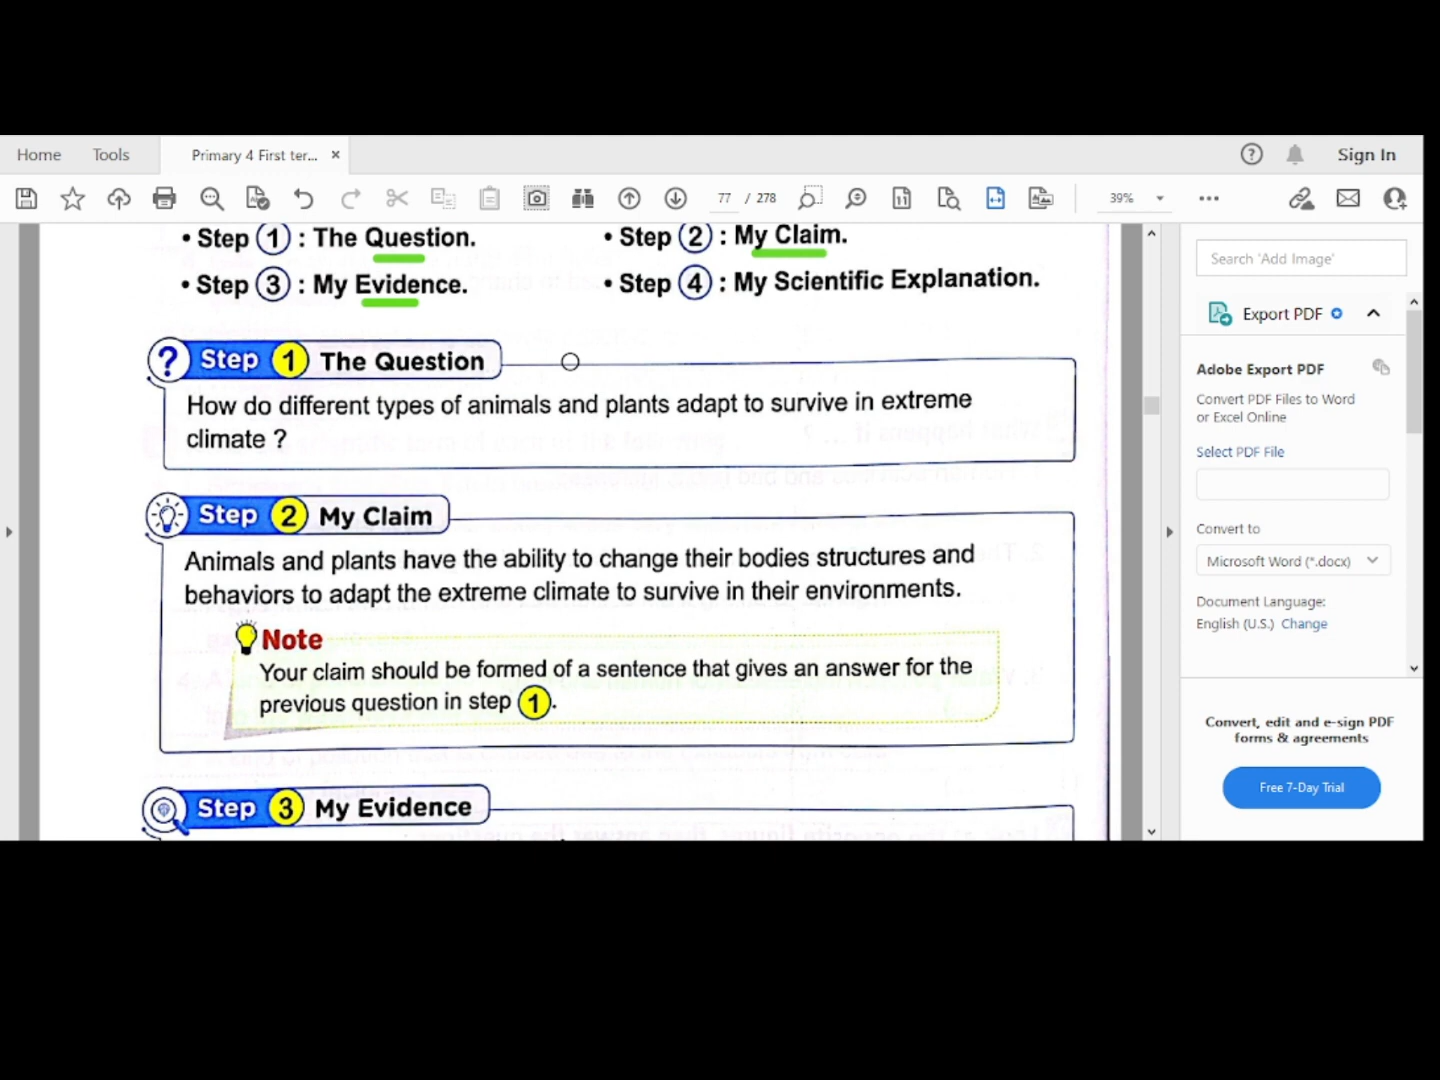 Home Tools Primary 4 First ter... × Sign In
77 / 278 39%
• Step 1 : The Question. • Step 2 : My Claim.
• Step 3 : My Evidence. • Step 4 : My Scientific Explanation.
? Step 1 The Question
How do different types of animals and plants adapt to survive in extreme
climate ?
Step 2 My Claim
Animals and plants have the ability to change their bodies structures and
behaviors to adapt the extreme climate to survive in their environments.
Note
Your claim should be formed of a sentence that gives an answer for the
previous question in step 1.
Step 3 My Evidence
Search 'Add Image'
Export PDF
Adobe Export PDF
Convert PDF Files to Word
or Excel Online
Select PDF File
Convert to
Microsoft Word (*.docx)
Document Language:
English (U.S.) Change
Convert, edit and e-sign PDF
forms & agreements
Free 7-Day Trial